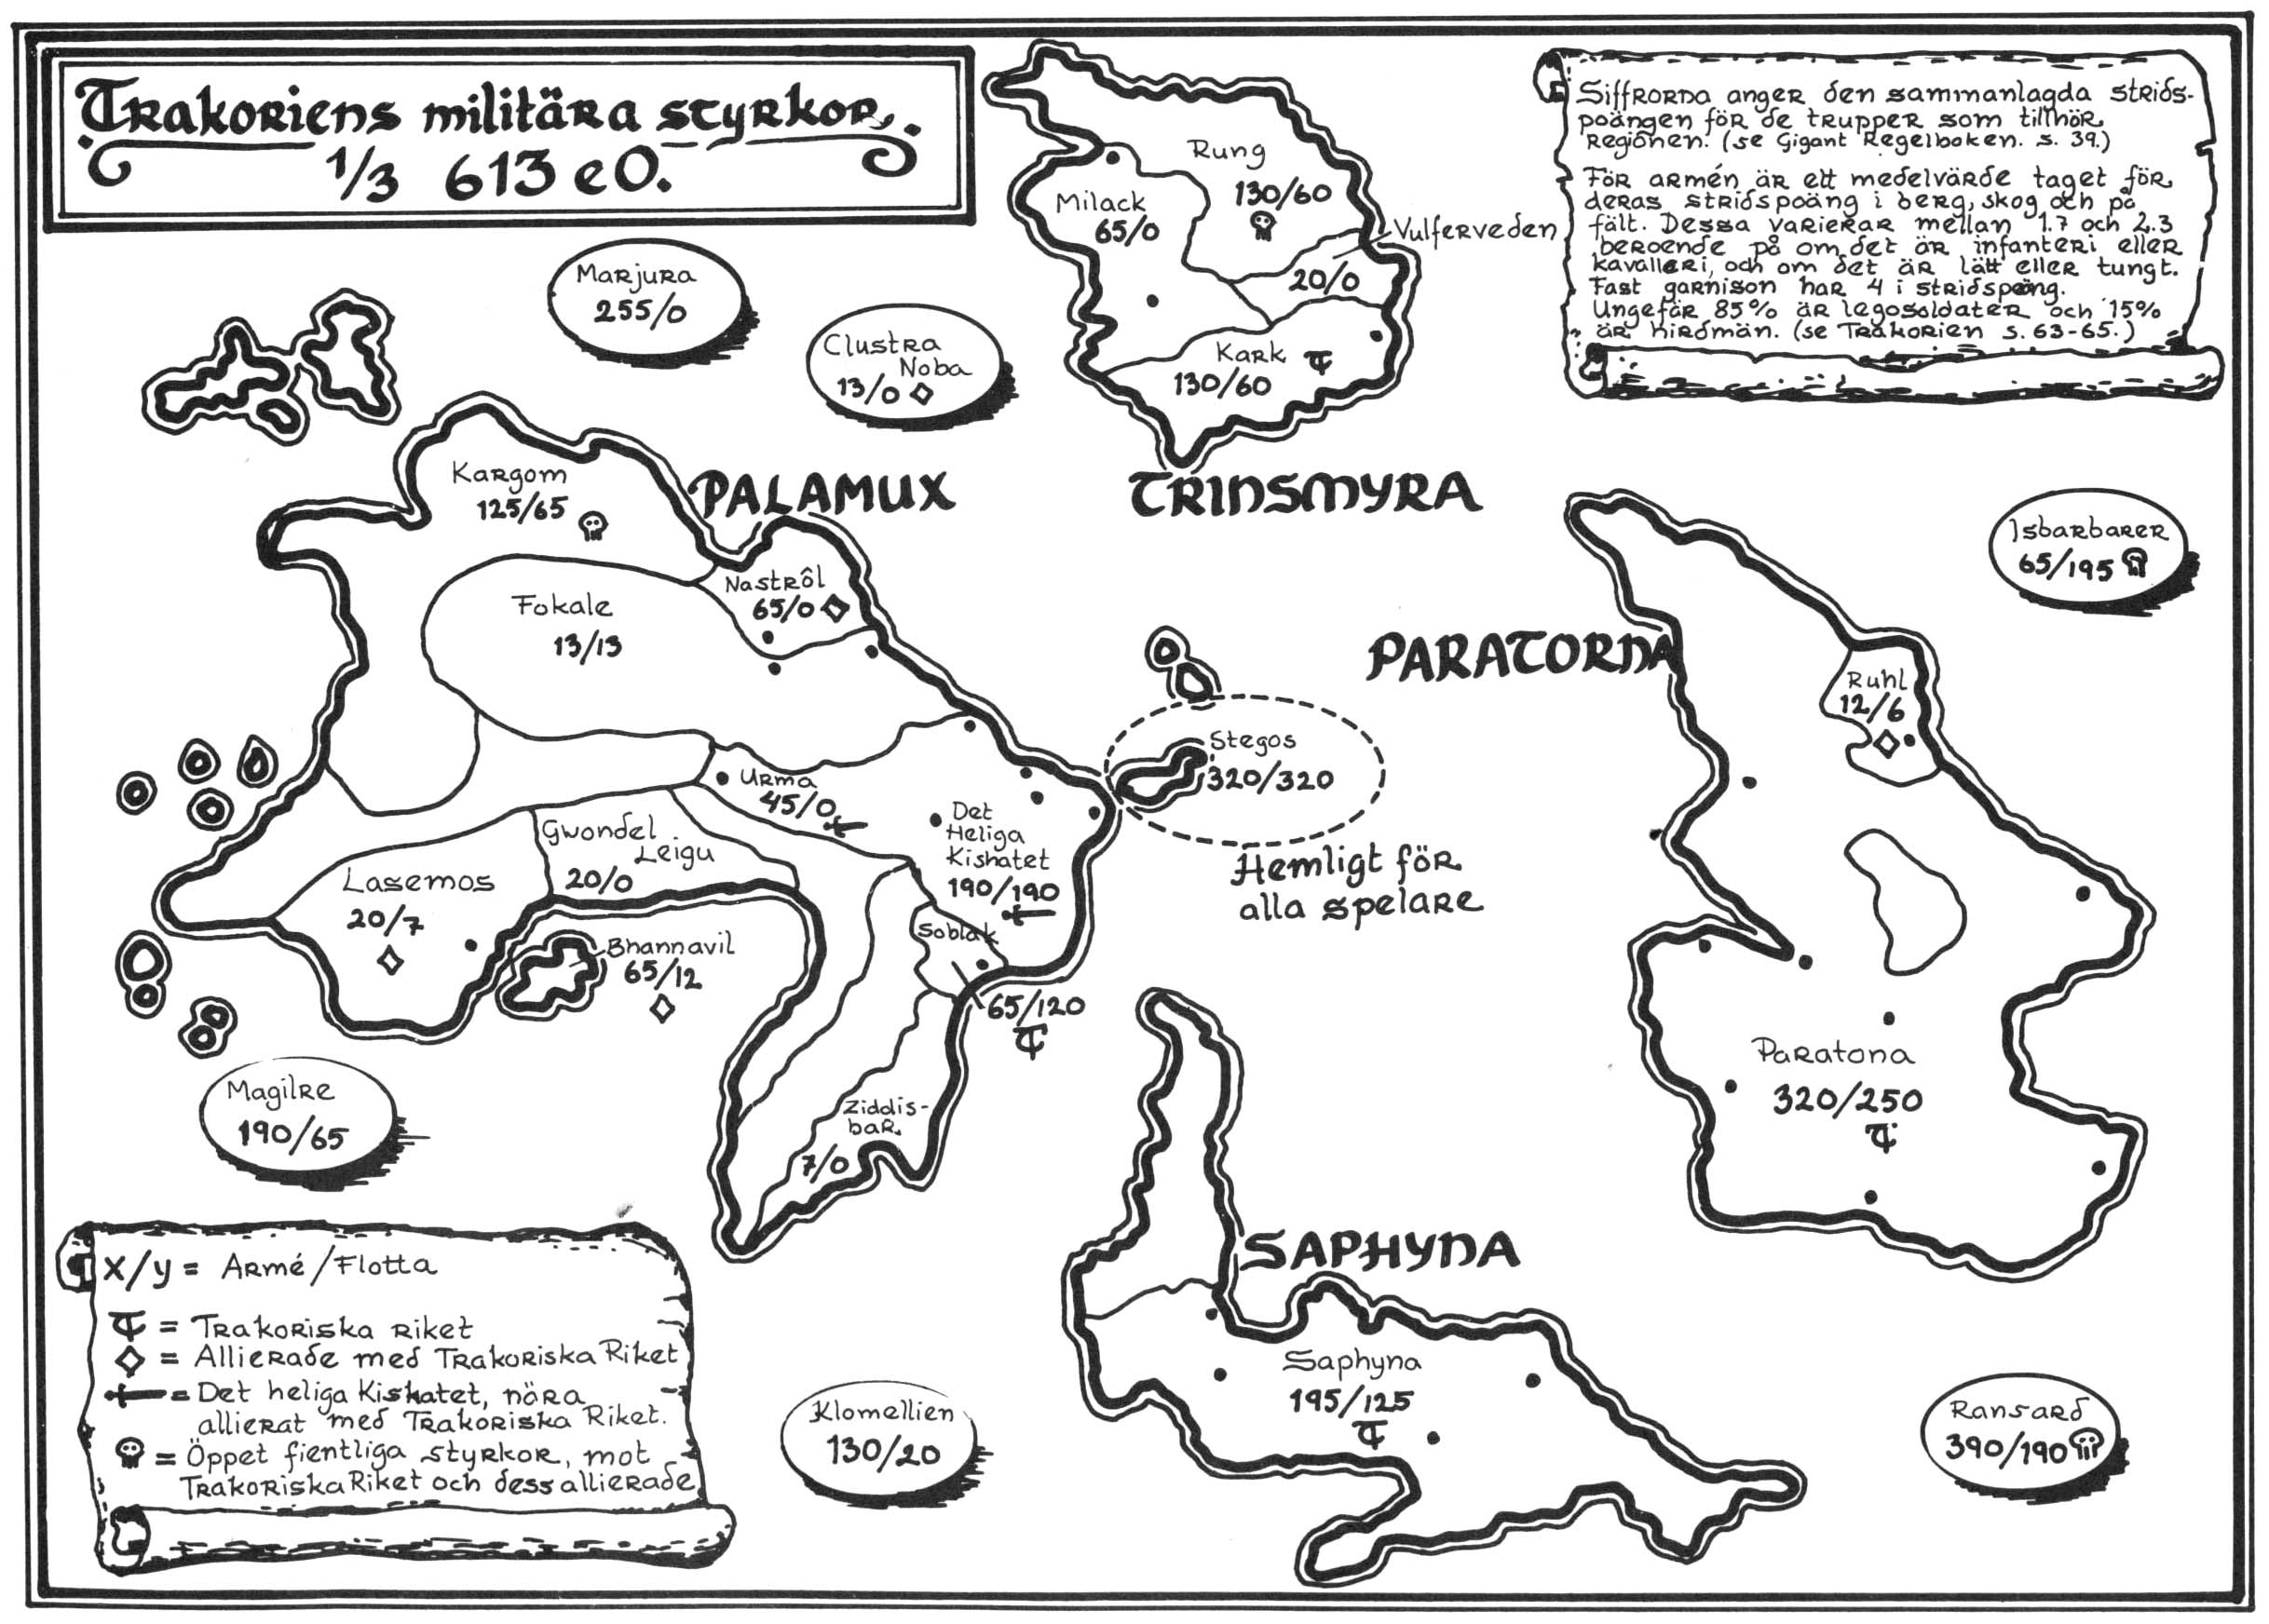 Trakoriens militära styrkor.
1/3 613 eO.
Siffrorna anger den sammanlagda strids-
poängen för de trupper som tillhör
regionen. (se Gigant Regelboken. s. 39.)
För armén är ett medelvärde taget för
deras stridspoäng i berg, skog och på
fält. Dessa varierar mellan 1.7 och 2.3
beroende på om det är infanteri eller
kavalleri, och om det är lätt eller tungt.
Fast garnison har 4 i stridspoäng.
Ungefär 85% är legosoldater och 15%
är hirdmän. (se Trakorien s. 63-65.)
Rung
130/60
Milack
65/0
Vulferveden
20/0
Kark
130/60
TRINSMYRA
Marjura
255/0
Clustra
Noba
13/0
Kargom
125/65
PALAMUX
Isbarbarer
65/195
Nastrôl
65/0
Fokale
13/13
PARATORNA
Ruhl
12/6
Stegos
320/320
Hemligt för
alla spelare
Urma
45/0
Det
Heliga
Kishatet
190/190
Gwondel
Leigu
20/0
Lasemos
20/7
Bhannavil
65/12
Soblak
65/120
Paratona
320/250
Magilre
190/65
Ziddis-
bar.
7/0
SAPHYNA
Saphyna
195/125
Klomellien
130/20
Ransard
390/190
x/y = Armé/Flotta
= Trakoriska riket
= Allierade med Trakoriska Riket
= Det heliga Kishatet, nära
allierat med Trakoriska Riket.
= Öppet fientliga styrkor, mot
Trakoriska Riket och dess allierade